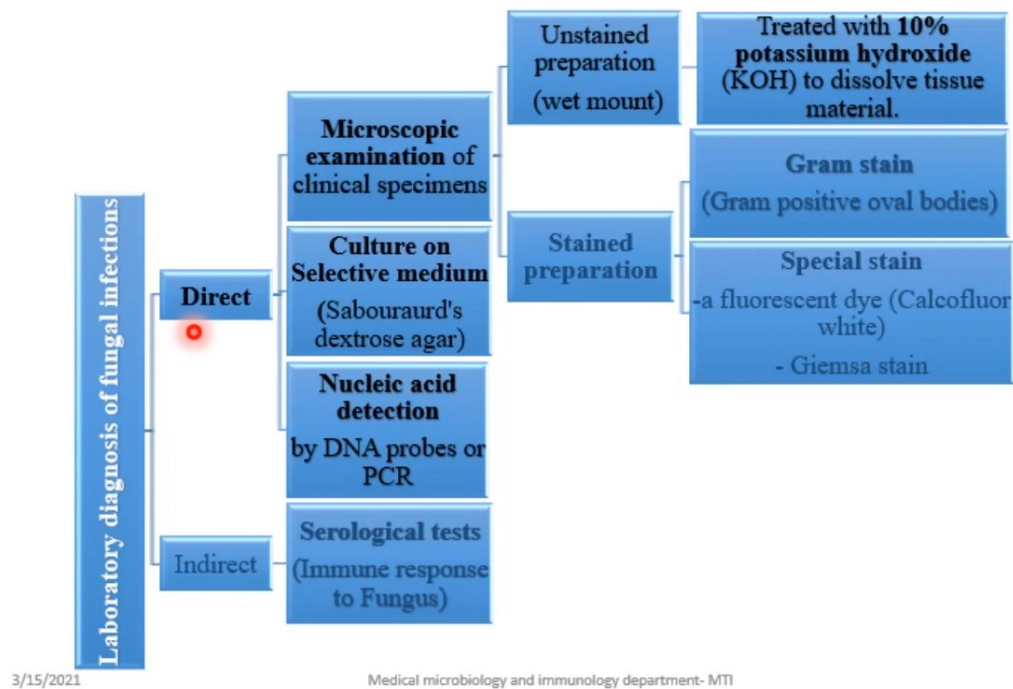 Laboratory diagnosis of fungal infections
Direct
Microscopic
examination of
clinical specimens
Unstained
preparation
(wet mount)
Treated with 10%
potassium hydroxide
(KOH) to dissolve tissue
material.
Stained
preparation
Gram stain
(Gram positive oval bodies)
Special stain
-a fluorescent dye (Calcofluor
white)
- Giemsa stain
Culture on
Selective medium
(Sabouraurd's
dextrose agar)
Nucleic acid
detection
by DNA probes or
PCR
Indirect
Serological tests
(Immune response
to Fungus)
3/15/2021
Medical microbiology and immunology department- MTI